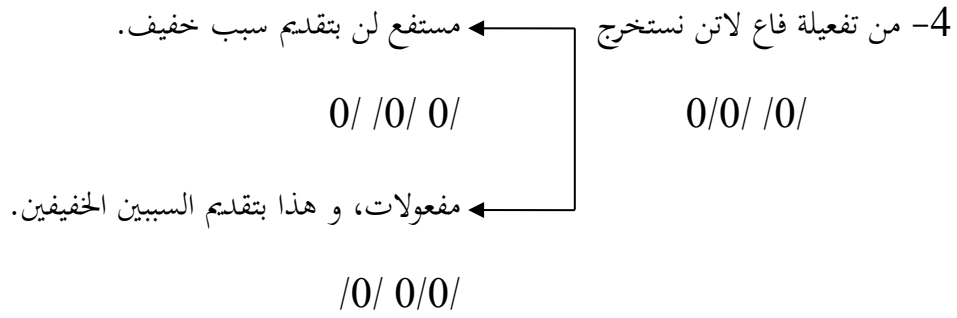 4- من تفعيلة فاع لاتن نستخرج مستفع لن بتقديم سبب خفيف.
/0/ /0/0 /0 /0/ /0
مفعولات، و هذا بتقديم السببين الخفيفين.
/0/0 /0/